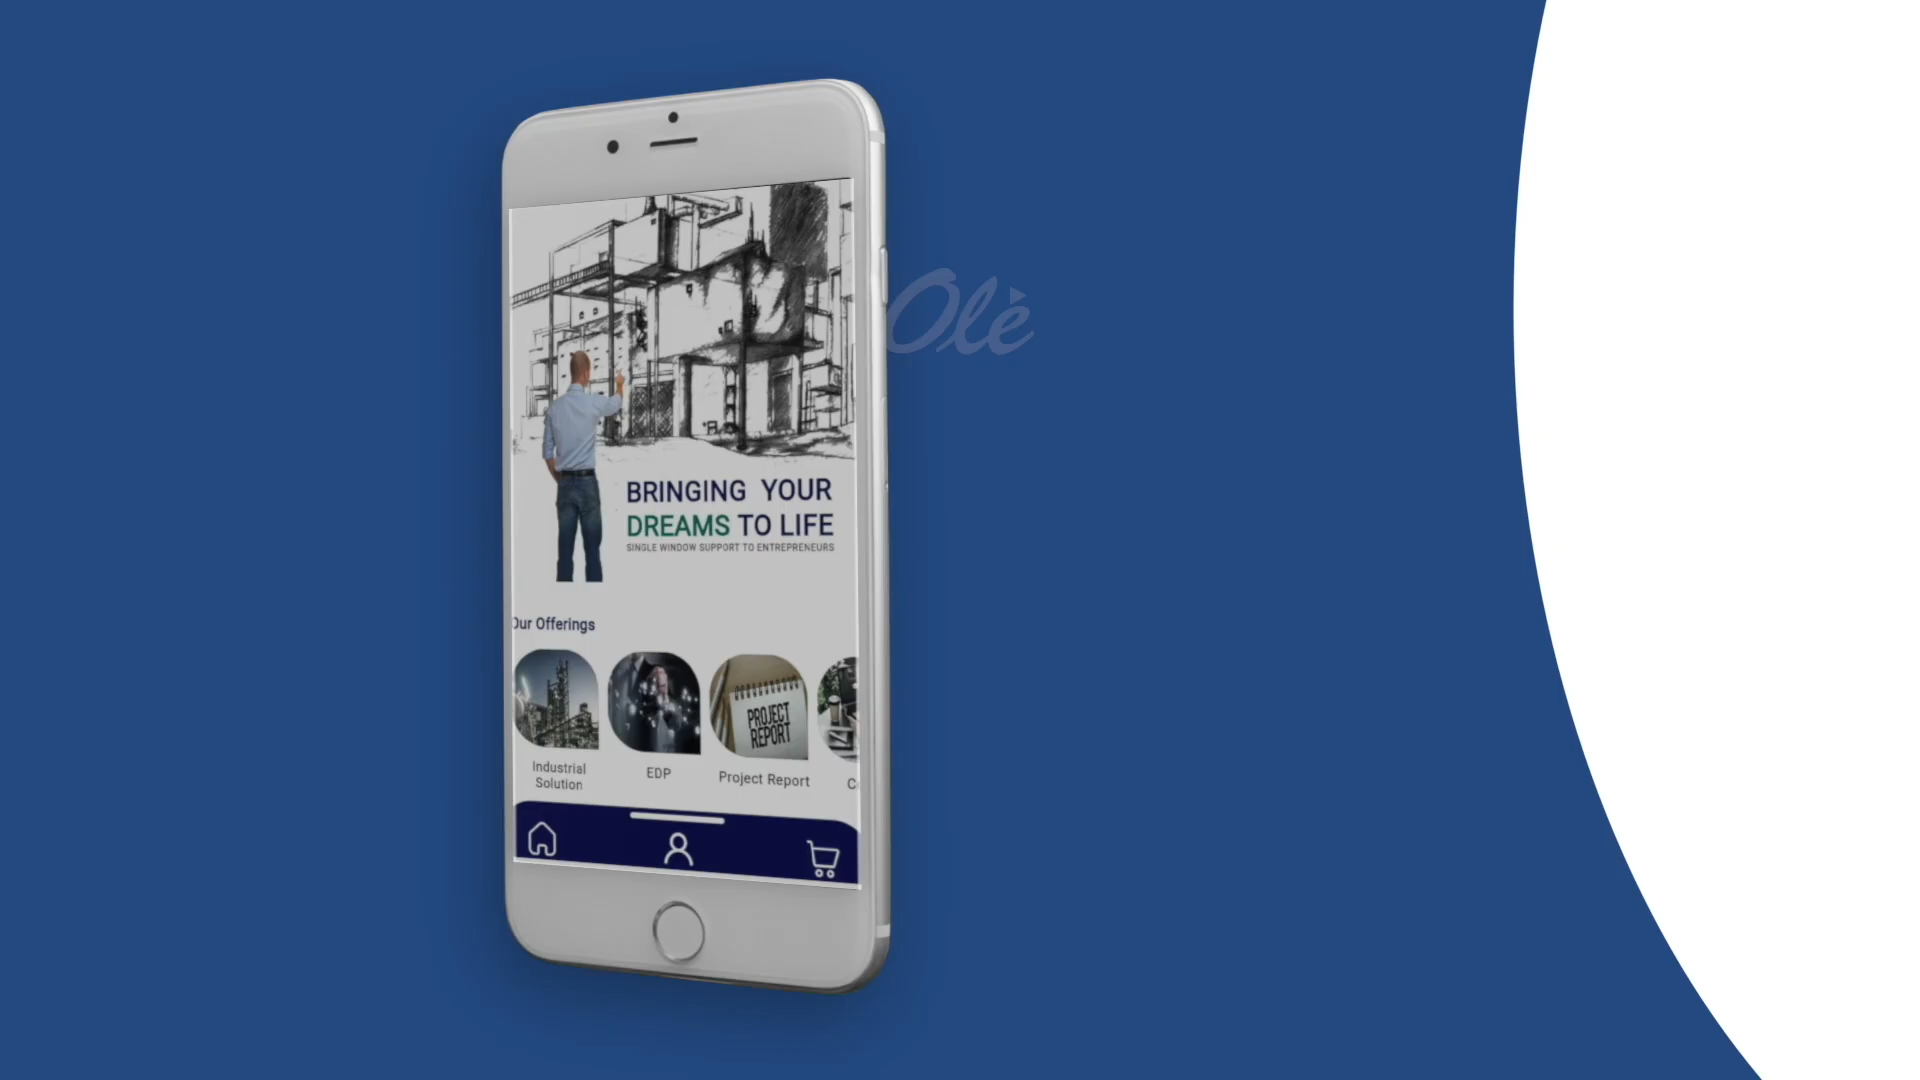 Olé
BRINGING YOUR
DREAMS TO LIFE
SINGLE WINDOW SUPPORT TO ENTREPRENEURS
Our Offerings
PROJECT
REPORT
Industrial
Solution
EDP
Project Report
C